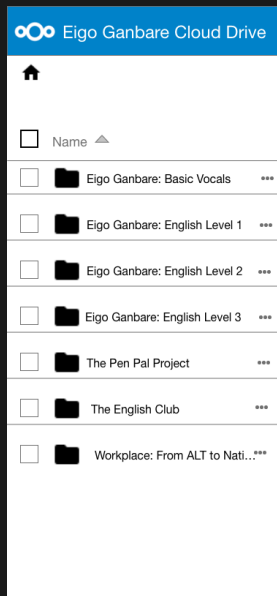 Eigo Ganbare Cloud Drive
Name
Eigo Ganbare: Basic Vocals
Eigo Ganbare: English Level 1
Eigo Ganbare: English Level 2
Eigo Ganbare: English Level 3
The Pen Pal Project
The English Club
Workplace: From ALT to Nati...